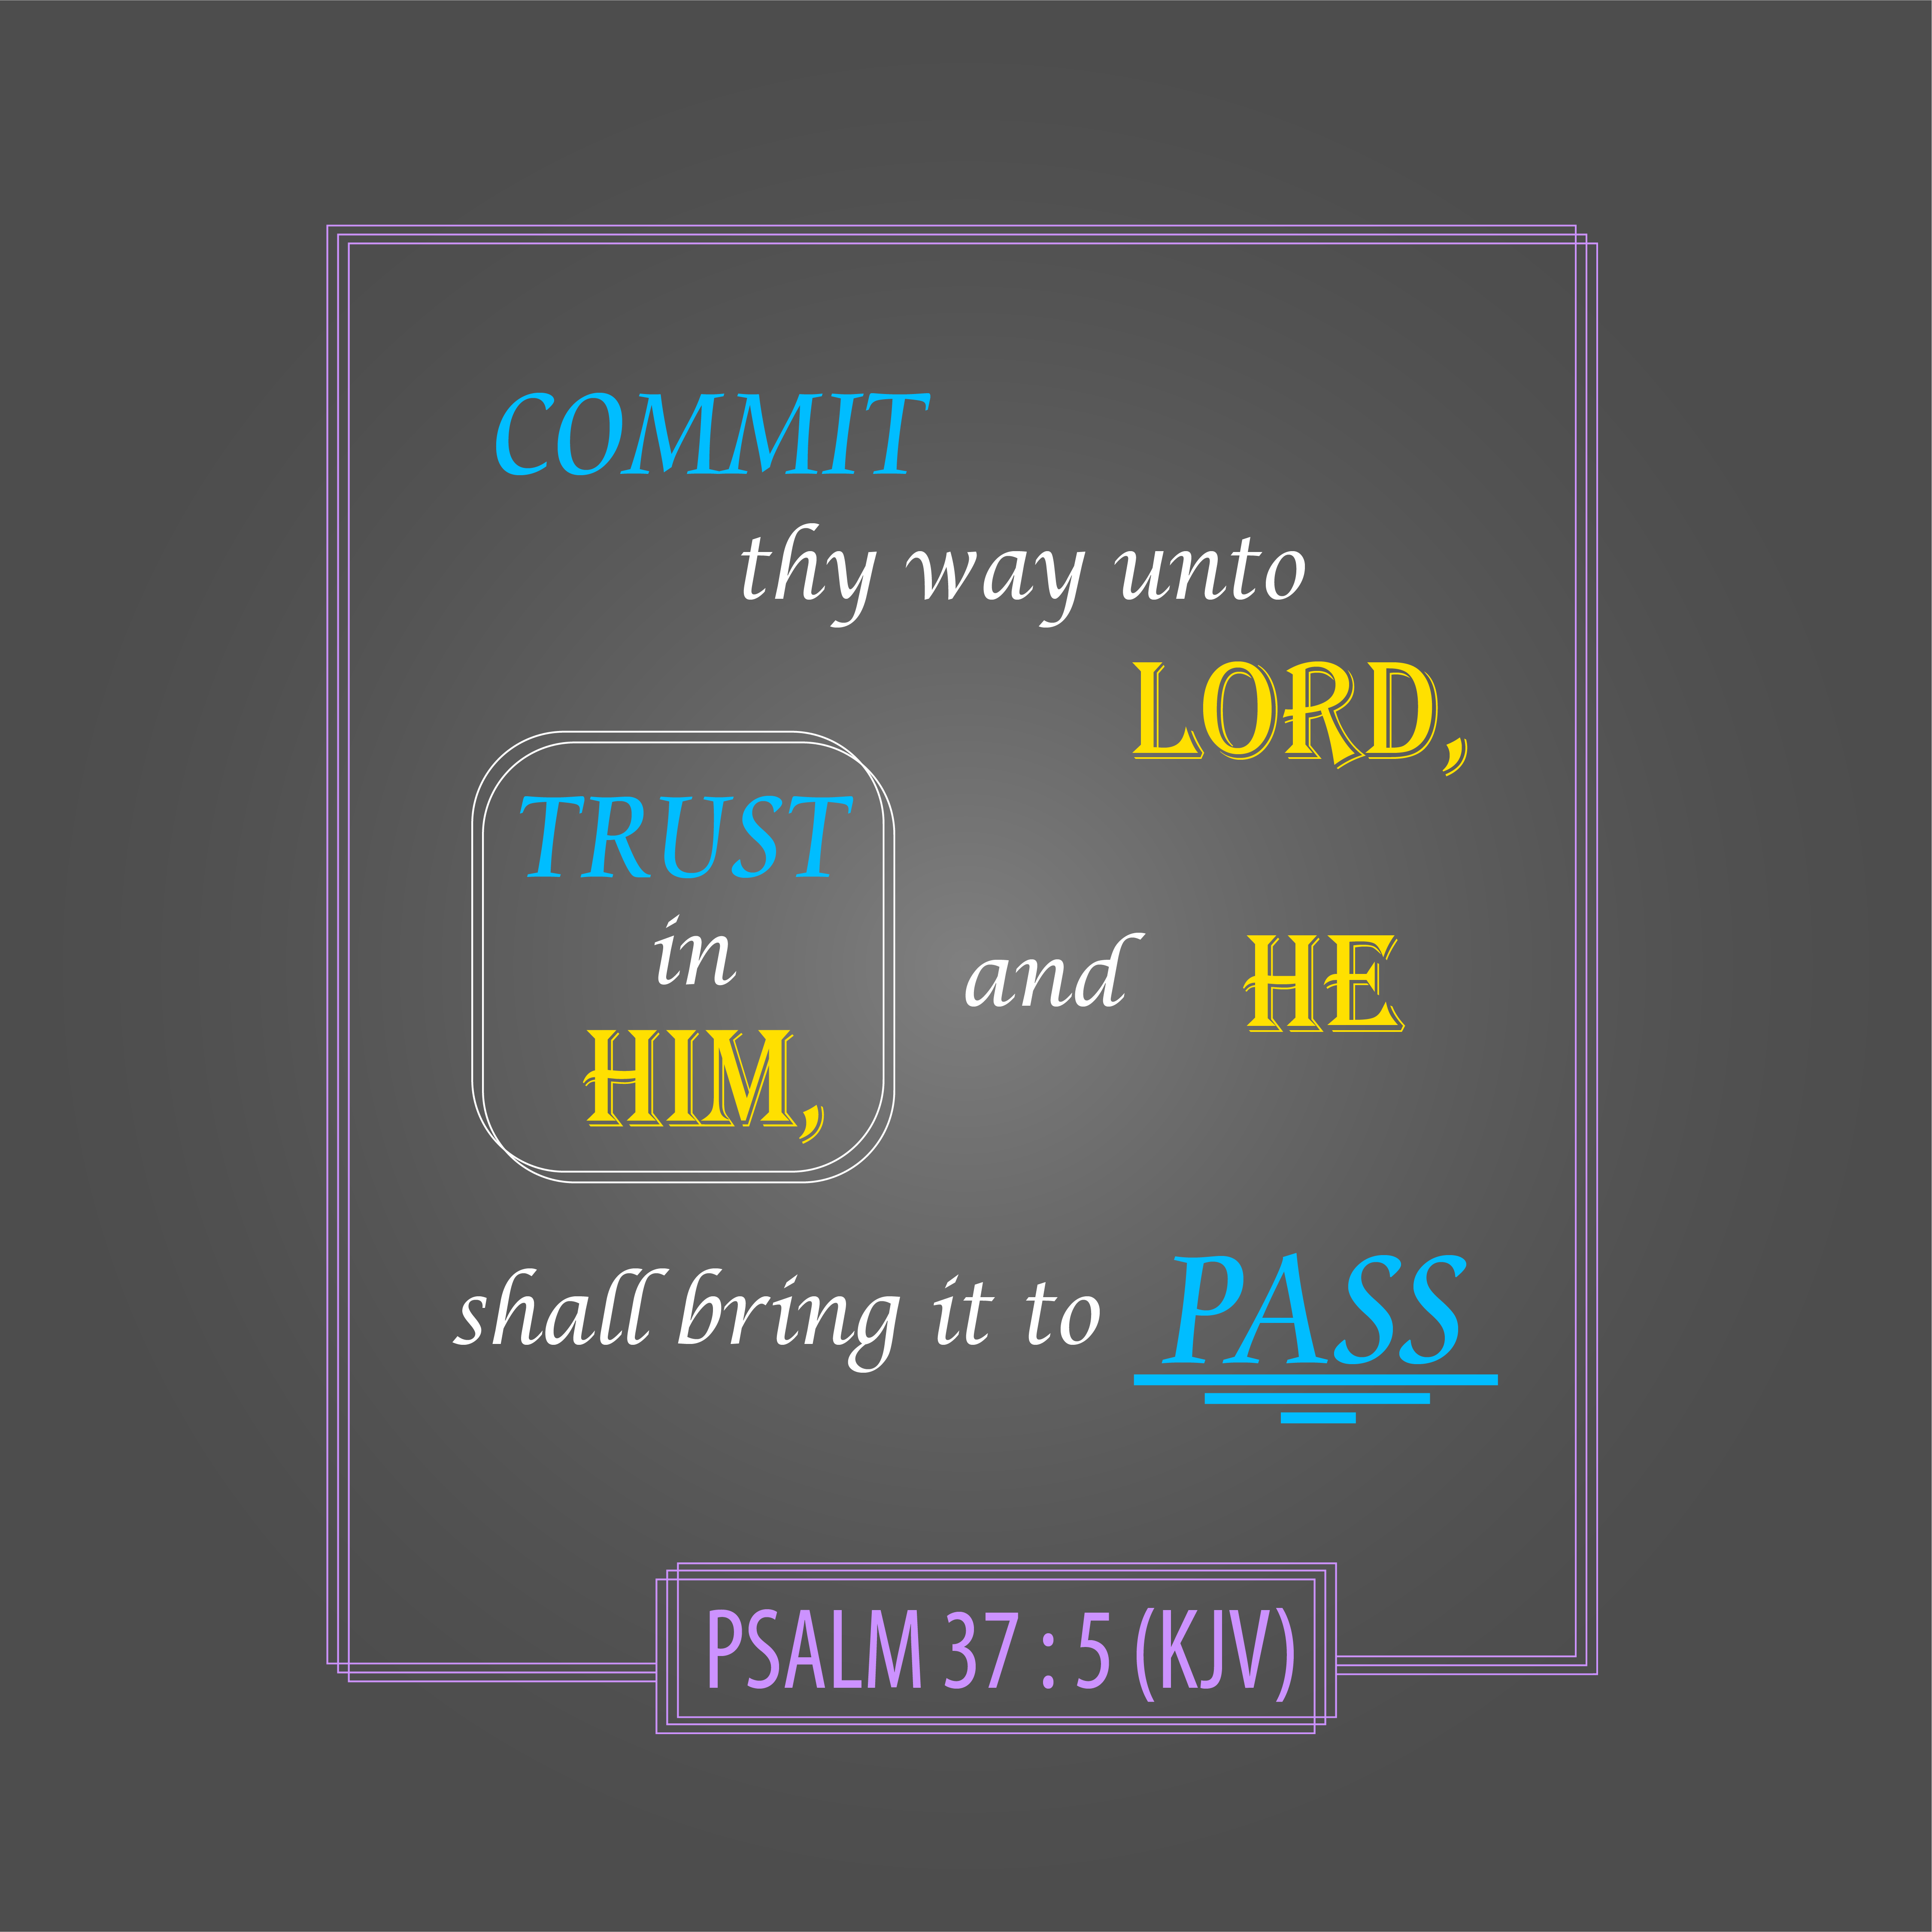 COMMIT
thy way unto
LORD,
TRUST
in
HIM,
and HE
shall bring it to PASS
PSALM 37 : 5 (KJV)